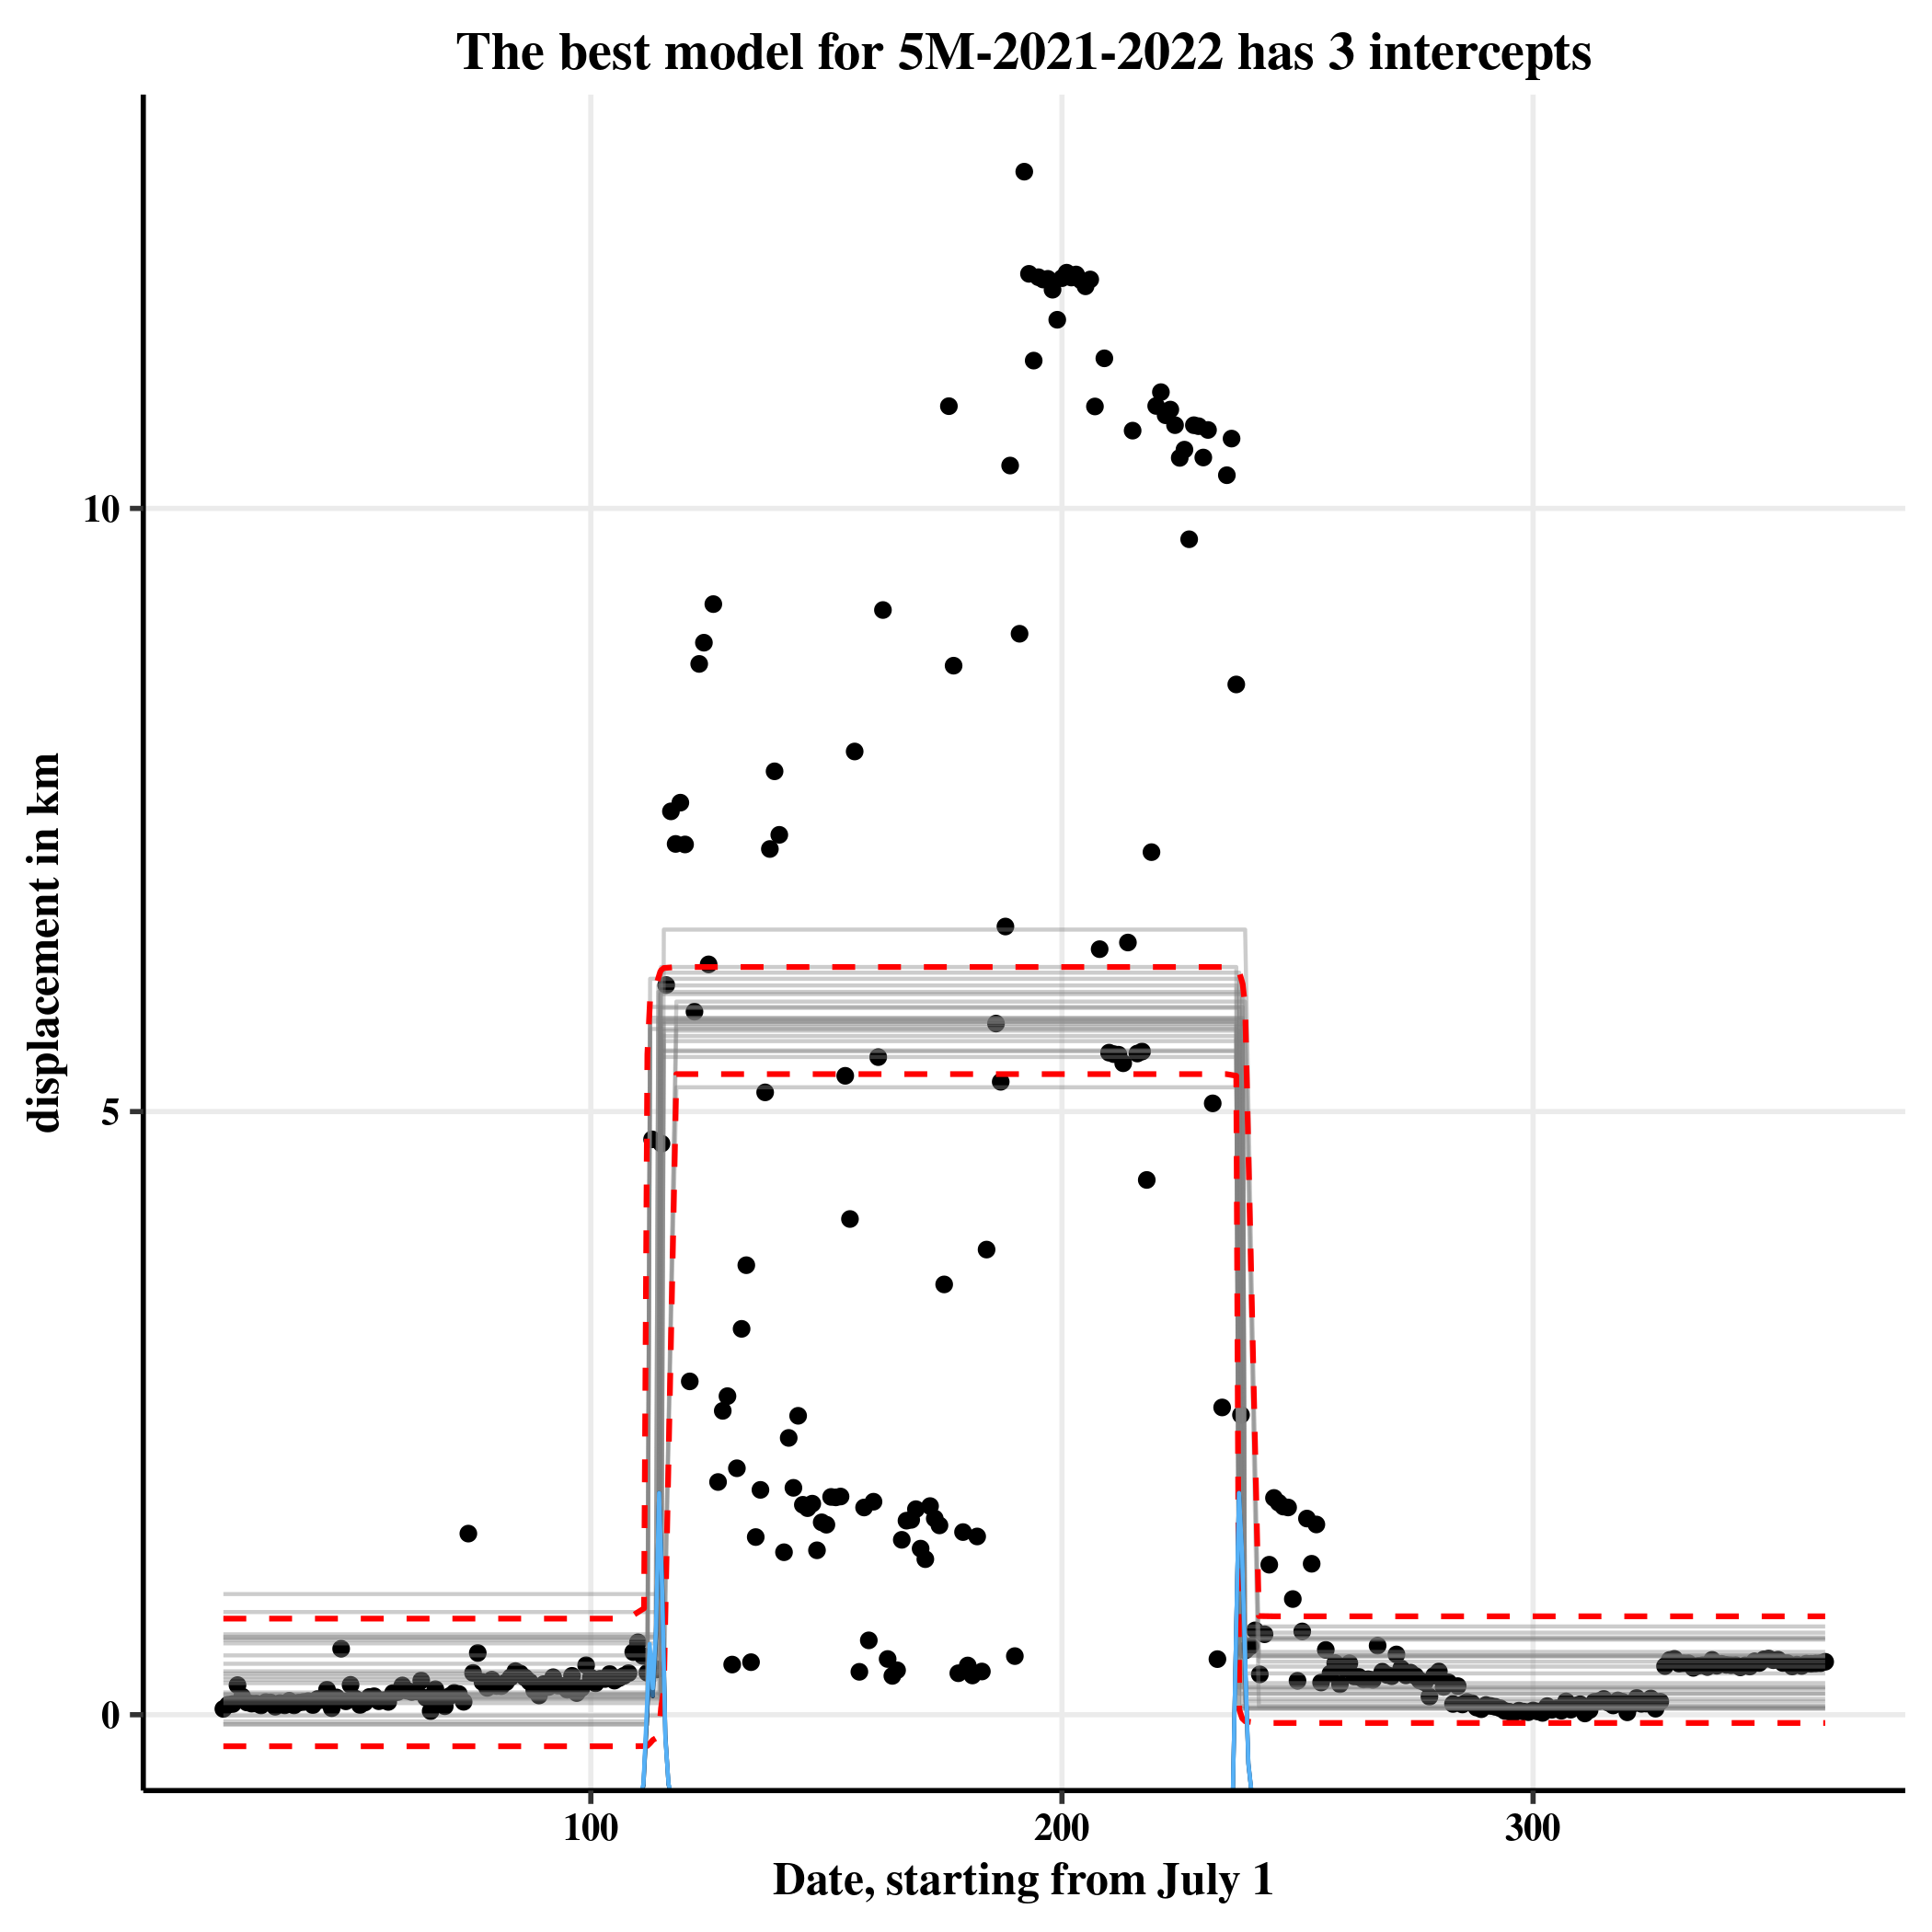 The best model for 5M-2021-2022 has 3 intercepts
displacement in km
10
5
0
100
200
300
Date, starting from July 1